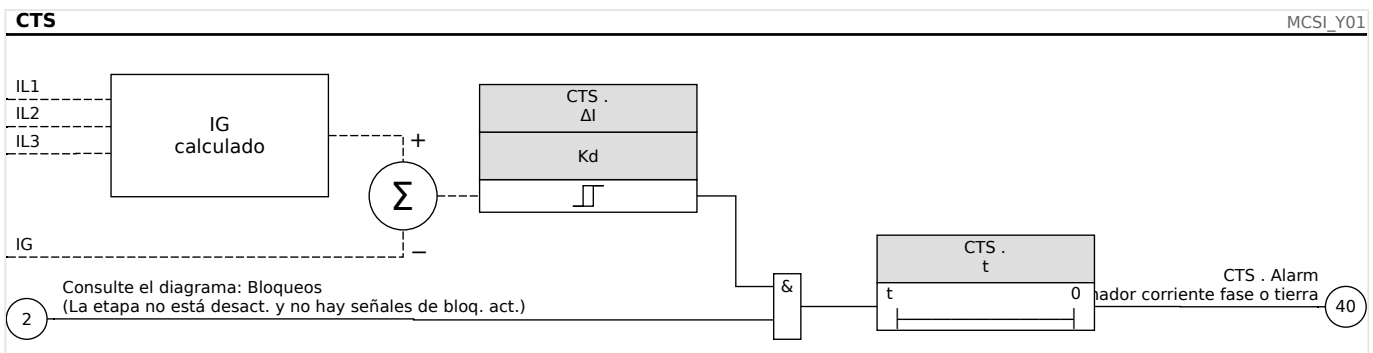 CTS
MCSI_Y01
IL1
IL2
IL3
IG
calculado
+
Σ
−
IG
CTS .
ΔI
Kd
Consulte el diagrama: Bloqueos
(La etapa no está desact. y no hay señales de bloq. act.)
2
&
CTS .
t
t
0
CTS . Alarm
corriente fase o tierra
40